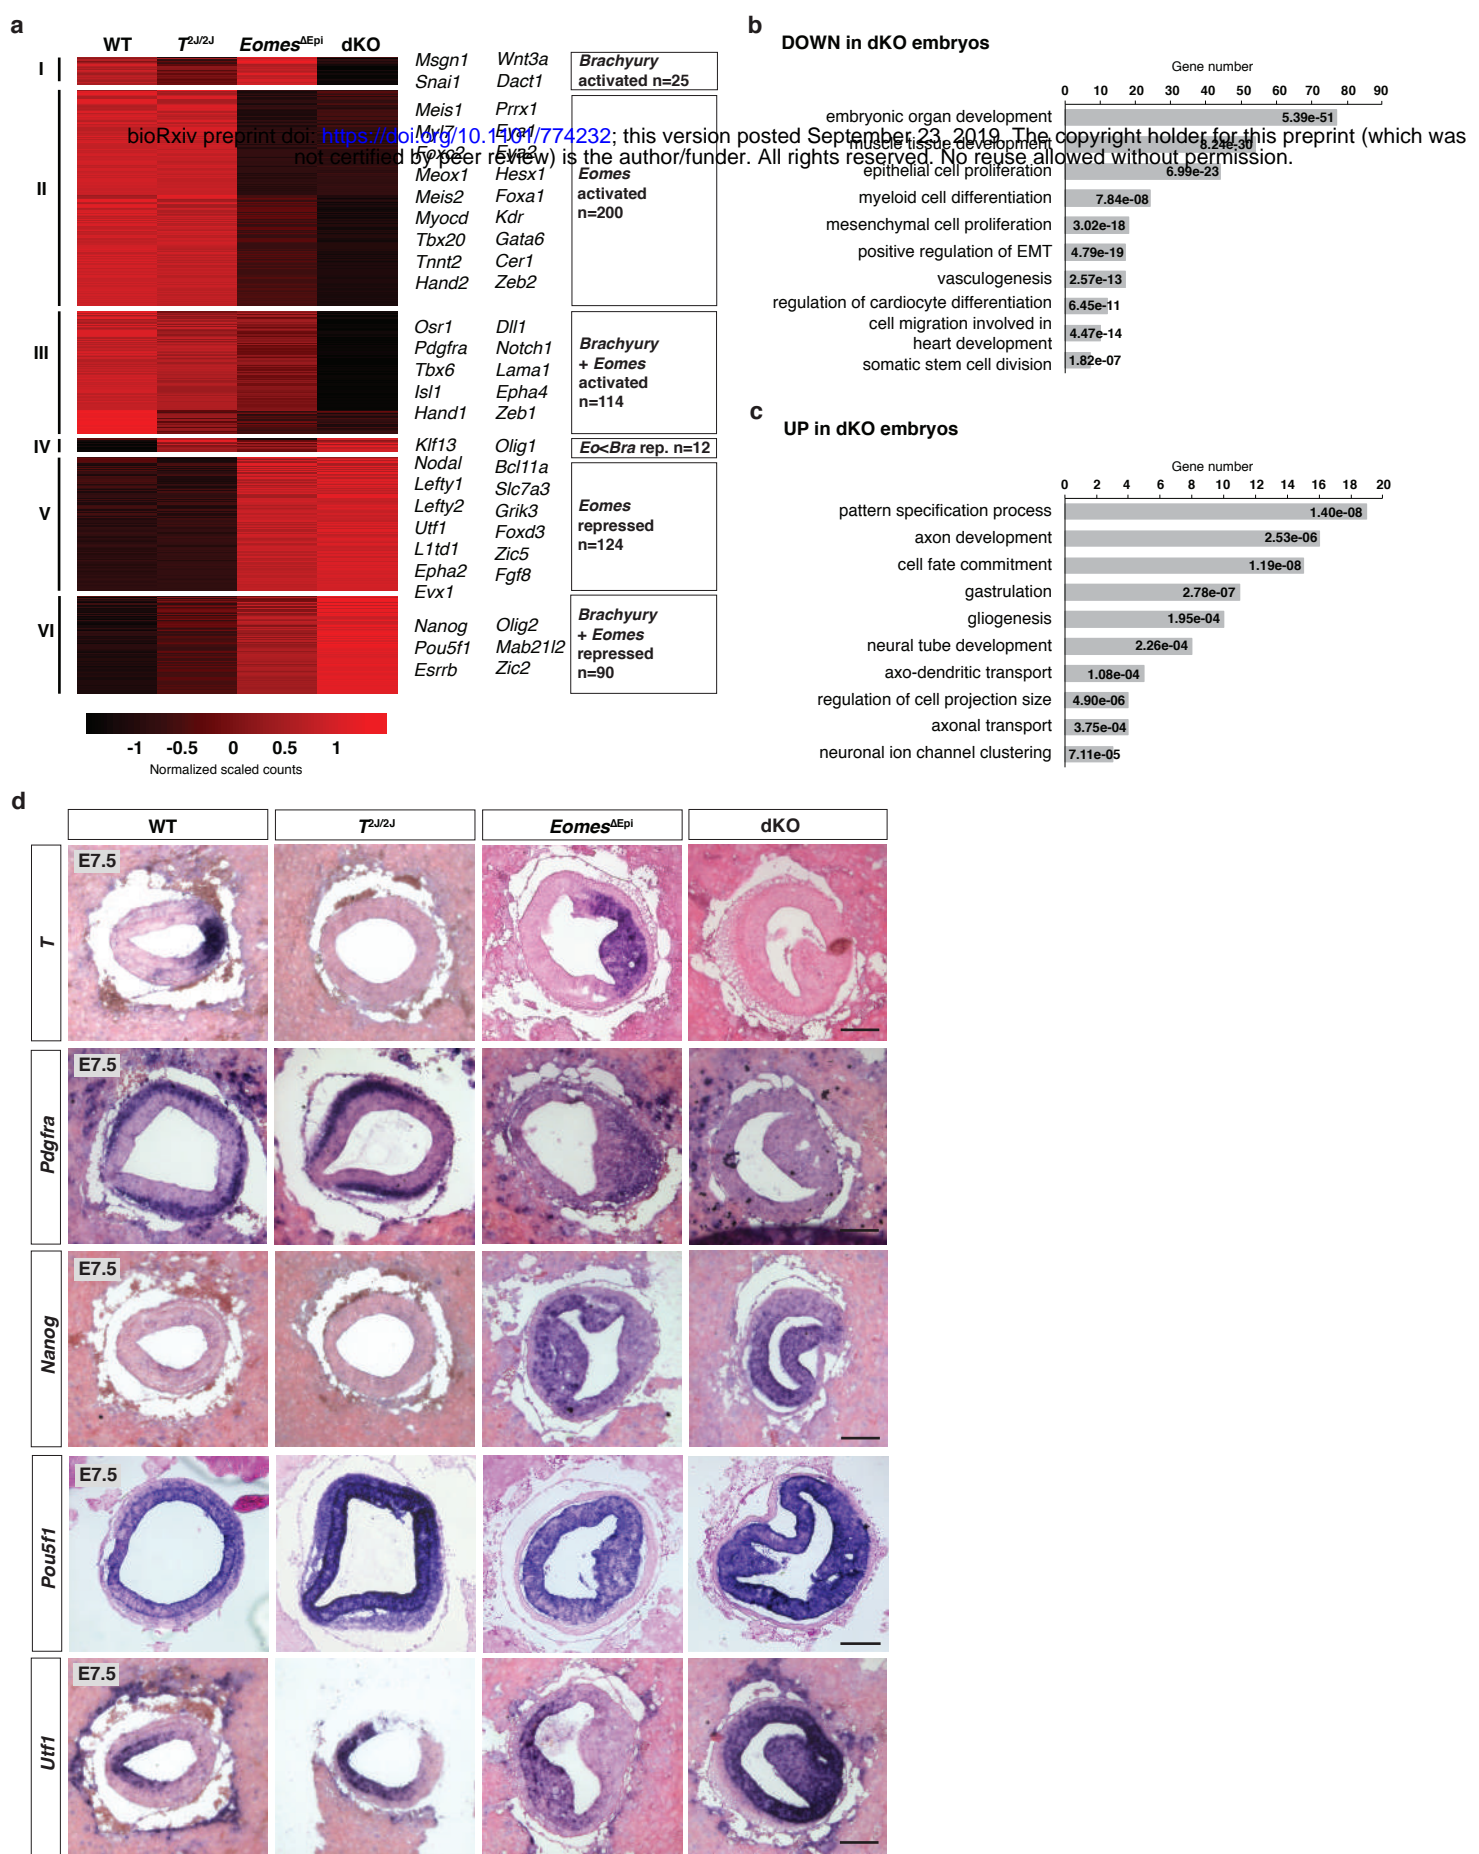 a
WT T2J/2J EomesΔEpi dKO
I
Msgn1 Wnt3a
Snai1 Dact1
Brachyury
activated n=25
II
Meis1 Prrx1
Myl7
Foxc2 Eya2
Meox1 Hesx1
Meis2 Foxa1
Myocd Kdr
Tbx20 Gata6
Tnnt2 Cer1
Hand2 Zeb2
Eomes
activated
n=200
III
Osr1 Dll1
Pdgfra Notch1
Tbx6 Lama1
Isl1 Epha4
Hand1 Zeb1
Brachyury
+ Eomes
activated
n=114
IV
Klf13 Olig1
Eo<Bra rep. n=12
V
Nodal Bcl11a
Lefty1 Slc7a3
Lefty2 Grik3
Utf1 Foxd3
L1td1 Zic5
Epha2 Fgf8
Evx1
Eomes
repressed
n=124
VI
Nanog Olig2
Pou5f1 Mab21l2
Esrrb Zic2
Brachyury
+ Eomes
repressed
n=90
-1 -0.5 0 0.5 1
Normalized scaled counts
bioRxiv preprint doi: https://doi.org/10.1101/774232; this version posted September 23, 2019. The copyright holder for this preprint (which was
not certified by peer review) is the author/funder. All rights reserved. No reuse allowed without permission.
b
DOWN in dKO embryos
Gene number
0 10 20 30 40 50 60 70 80 90
embryonic organ development 5.39e-51
muscle tissue development 8.24e-30
epithelial cell proliferation 6.99e-23
myeloid cell differentiation 7.84e-08
mesenchymal cell proliferation 3.02e-18
positive regulation of EMT 4.79e-19
vasculogenesis 2.57e-13
regulation of cardiocyte differentiation 6.45e-11
cell migration involved in
heart development 4.47e-14
somatic stem cell division 1.82e-07
c
UP in dKO embryos
Gene number
0 2 4 6 8 10 12 14 16 18 20
pattern specification process 1.40e-08
axon development 2.53e-06
cell fate commitment 1.19e-08
gastrulation 2.78e-07
gliogenesis 1.95e-04
neural tube development 2.26e-04
axo-dendritic transport 1.08e-04
regulation of cell projection size 4.90e-06
axonal transport 3.75e-04
neuronal ion channel clustering 7.11e-05
d
WT T2J/2J EomesΔEpi dKO
T
E7.5
Pdgfra
E7.5
Nanog
E7.5
Pou5f1
E7.5
Utf1
E7.5